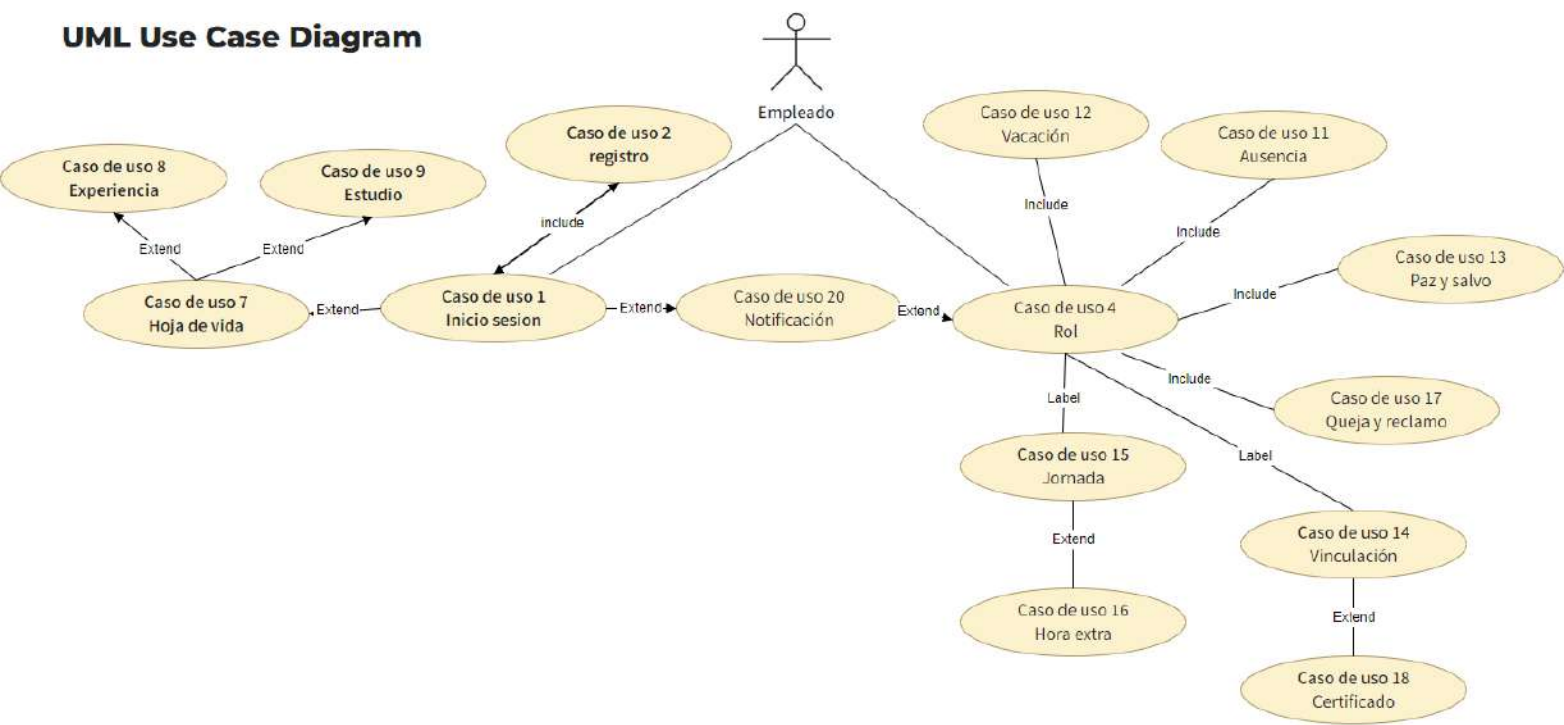 UML Use Case Diagram
Empleado
Caso de uso 12
Vacación
Caso de uso 11
Ausencia
Caso de uso 2
registro
Caso de uso 8
Experiencia
Caso de uso 9
Estudio
Include
include
Include
Extend
Extend
Caso de uso 13
Paz y salvo
Include
Caso de uso 7
Hoja de vida
Extend
Caso de uso 1
Inicio sesion
Extend
Caso de uso 20
Notificación
Extend
Caso de uso 4
Rol
Include
Label
Caso de uso 17
Queja y reclamo
Label
Caso de uso 15
Jornada
Extend
Caso de uso 14
Vinculación
Caso de uso 16
Hora extra
Extend
Caso de uso 18
Certificado